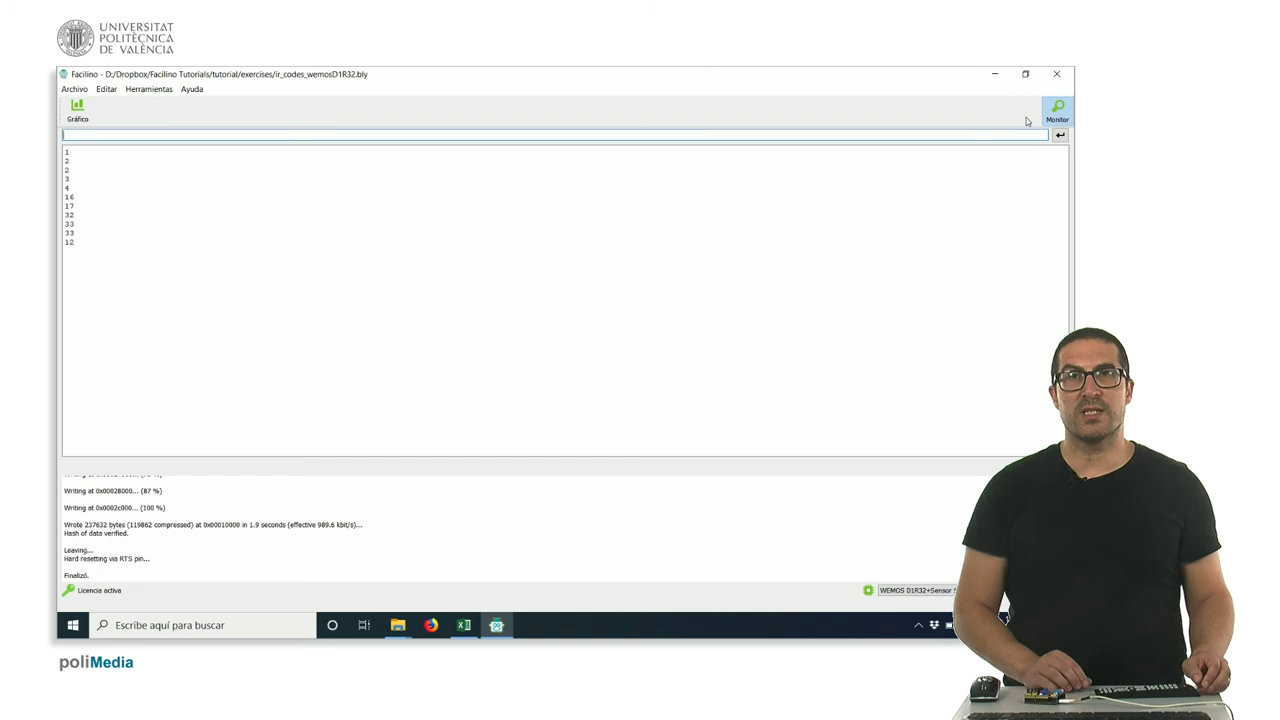 UNIVERSITAT
POLITÈCNICA
DE VALÈNCIA
Facilino - D:/Dropbox/Facilino Tutorials/tutorial/exercises/ir_codes_wemosD1R32.bly
Archivo Editar Herramientas Ayuda
Gráfico
Monitor
1
2
2
3
4
16
17
32
33
33
12
Writing at 0x00028000... (87 %)
Writing at 0x0002c000... (100 %)
Wrote 237632 bytes (119862 compressed) at 0x00010000 in 1.9 seconds (effective 989.6 kbit/s)...
Hash of data verified.
Leaving...
Hard resetting via RTS pin...
Finalizó.
Licencia activa
WEMOS D1R32+Sensor
Escribe aquí para buscar
poliMedia